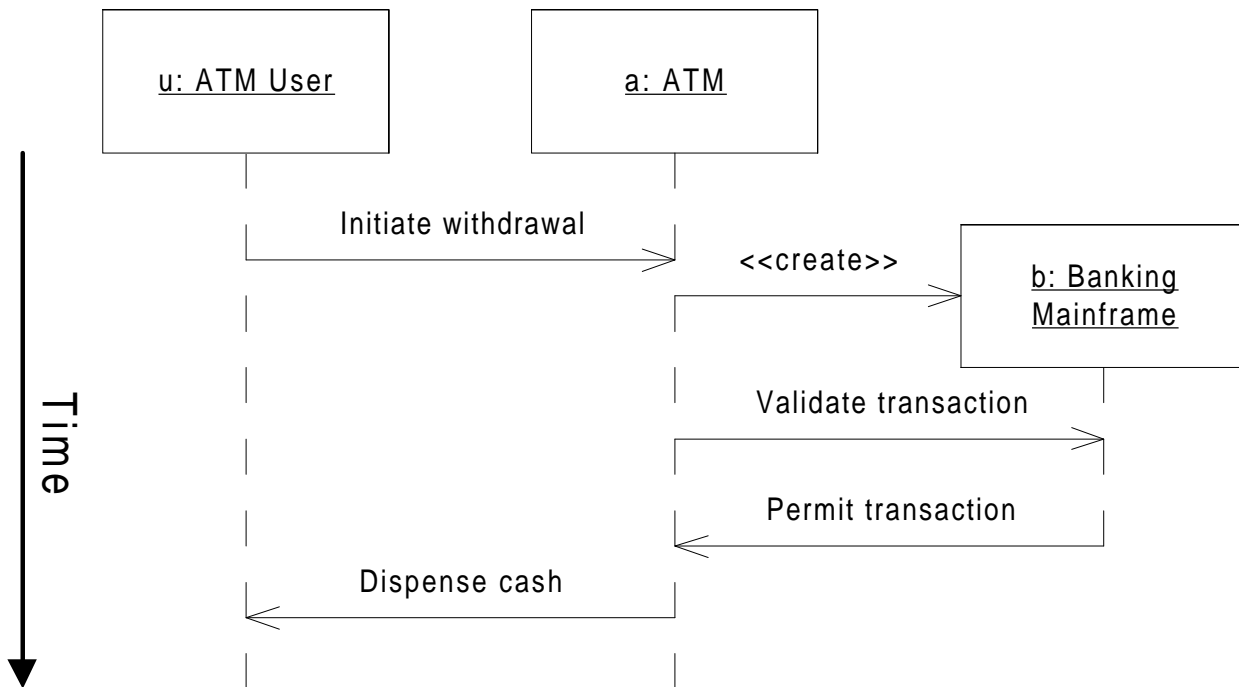 u: ATM User
a: ATM
Initiate withdrawal
<<create>>
b: Banking
Mainframe
Time
Validate transaction
Permit transaction
Dispense cash